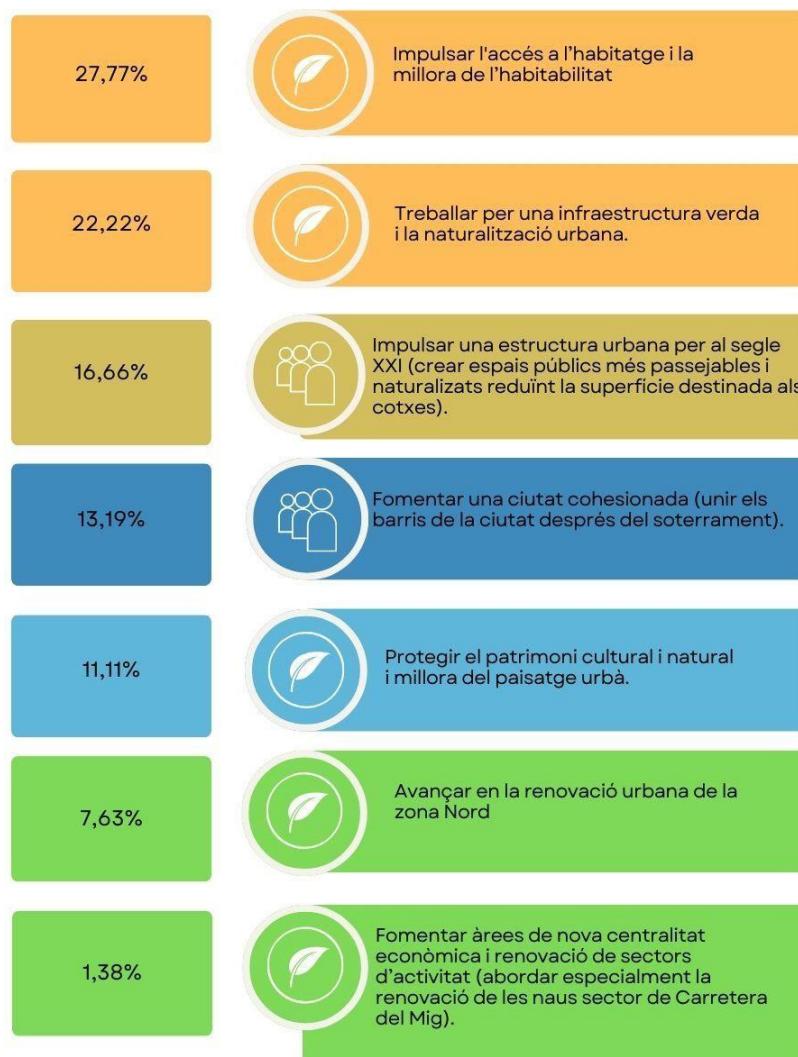 27,77%
Impulsar l'accés a l’habitatge i la
millora de l’habitabilitat
22,22%
Treballar per una infraestructura verda
i la naturalització urbana.
16,66%
Impulsar una estructura urbana per al segle
XXI (crear espais públics més passejables i
naturalizats reduïnt la superfície destinada als
cotxes).
13,19%
Fomentar una ciutat cohesionada (unir els
barris de la ciutat després del soterrament).
11,11%
Protegir el patrimoni cultural i natural
i millora del paisatge urbà.
7,63%
Avançar en la renovació urbana de la
zona Nord
1,38%
Fomentar àrees de nova centralitat
econòmica i renovació de sectors
d’activitat (abordar especialment la
renovació de les naus sector de Carretera
del Mig).